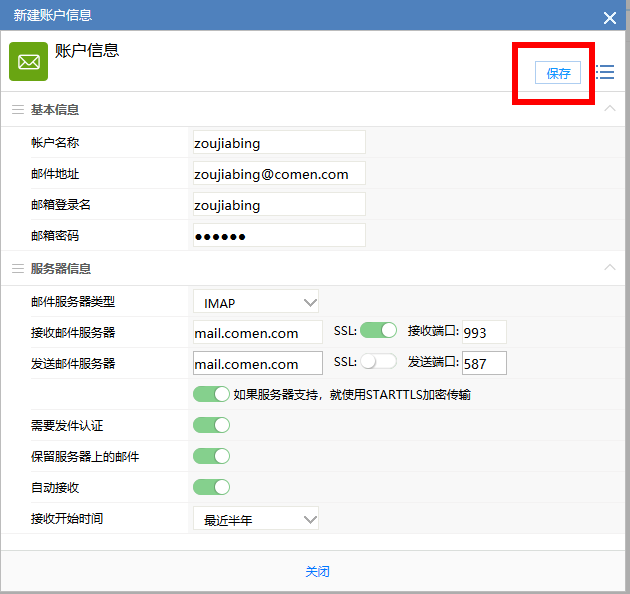 新建账户信息
账户信息
保存
基本信息
帐户名称 zoujiabing
邮件地址 zoujiabing@comen.com
邮箱登录名 zoujiabing
邮箱密码 ●●●●●●
服务器信息
邮件服务器类型 IMAP
接收邮件服务器 mail.comen.com SSL: 接收端口: 993
发送邮件服务器 mail.comen.com SSL: 发送端口: 587
如果服务器支持，就使用STARTTLS加密传输
需要发件认证
保留服务器上的邮件
自动接收
接收开始时间 最近半年
关闭